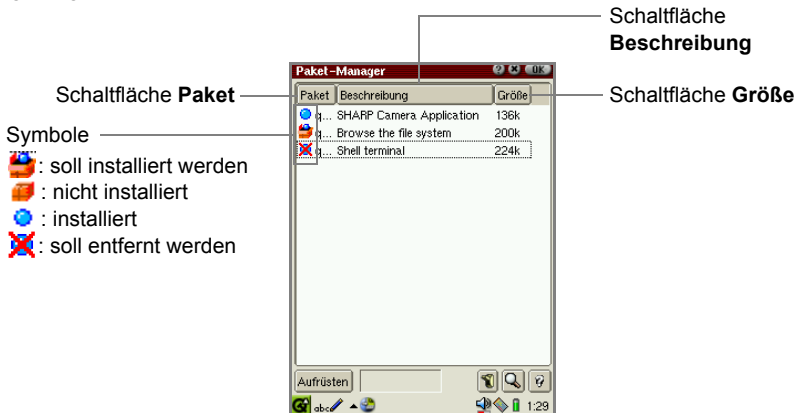 Schaltfläche
Beschreibung
Schaltfläche Paket
Schaltfläche Größe
Symbole
: soll installiert werden
: nicht installiert
: installiert
: soll entfernt werden
Paket-Manager ? OK
Paket Beschreibung Größe
q... SHARP Camera Application 136k
q... Browse the file system 200k
q... Shell terminal 224k
Aufrüsten
abc 1:29